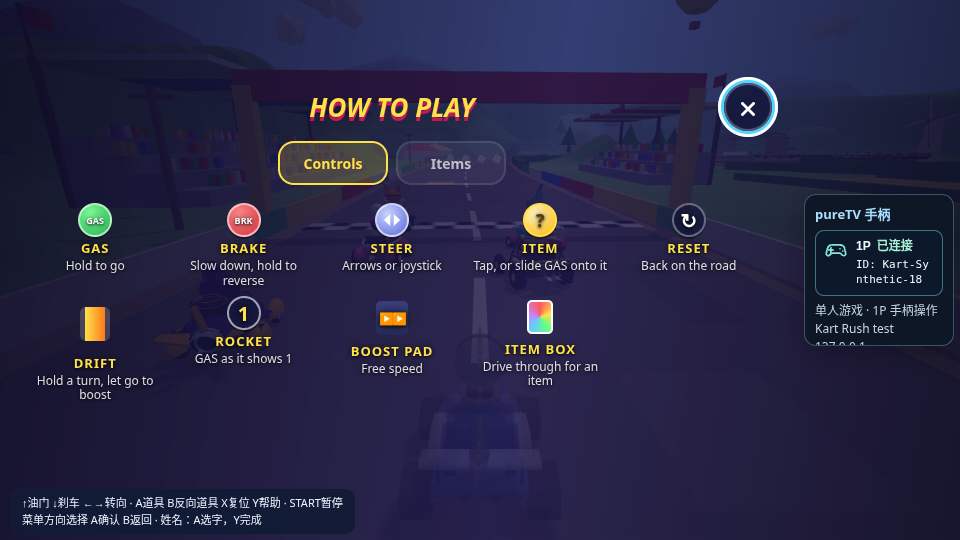 HOW TO PLAY
Controls
Items
GAS
GAS
Hold to go
BRK
BRAKE
Slow down, hold to
reverse
STEER
Arrows or joystick
?
ITEM
Tap, or slide GAS onto it
RESET
Back on the road
DRIFT
Hold a turn, let go to
boost
1
ROCKET
GAS as it shows 1
BOOST PAD
Free speed
ITEM BOX
Drive through for an
item
pureTV 手柄
1P 已连接
ID: Kart-Sy
nthetic-18
单人游戏 · 1P 手柄操作
Kart Rush test
127.0.0.1
↑油门 ↓刹车 ←→转向 · A道具 B反向道具 X复位 Y帮助 · START暂停
菜单方向选择 A确认 B返回 · 姓名：A选字，Y完成